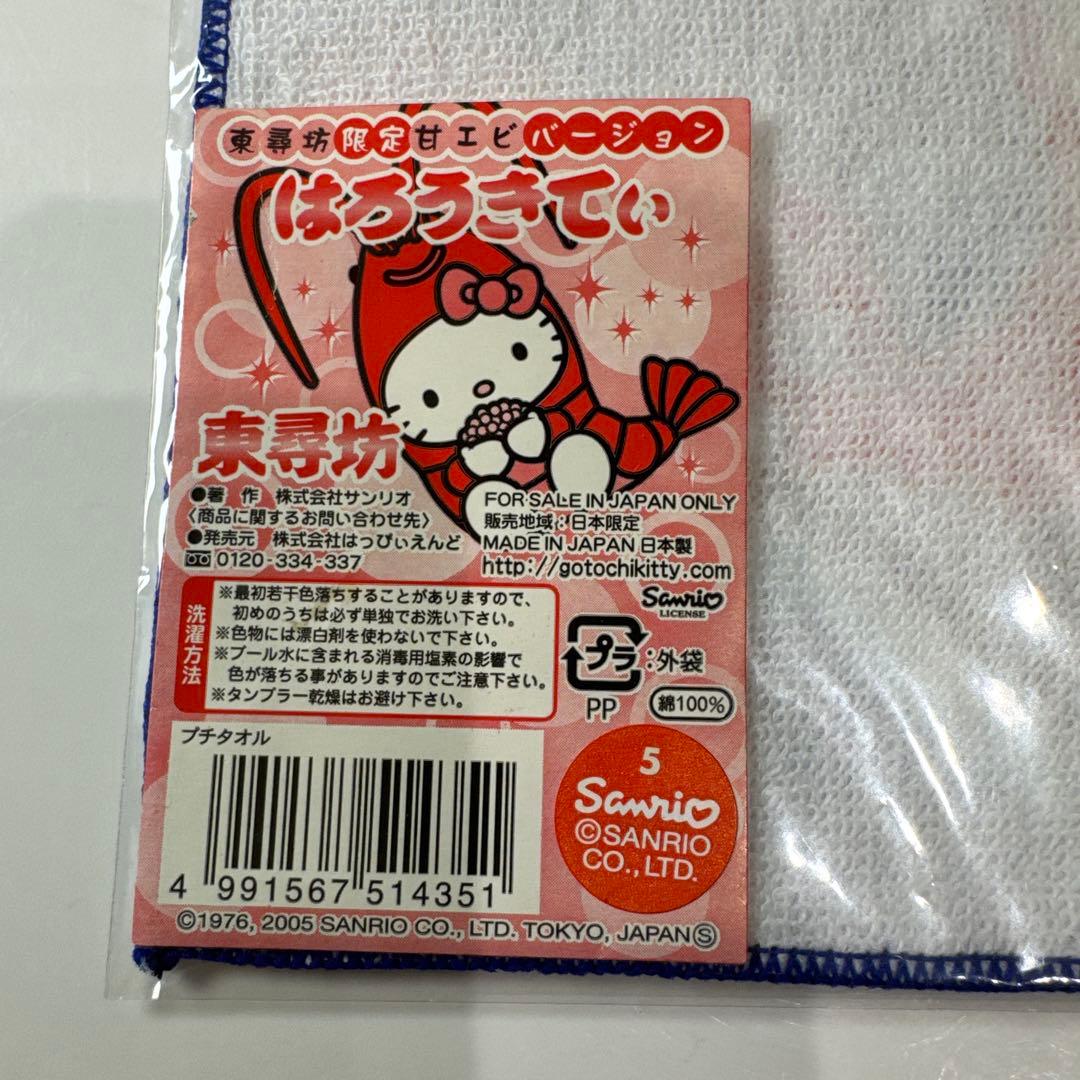 東尋坊限定甘エビバージョン
はろうきてぃ
東尋坊
●著　作　株式会社サンリオ
〈商品に関するお問い合わせ先〉
●発売元　株式会社はっぴぃえんど
0120-334-337
FOR SALE IN JAPAN ONLY
販売地域：日本限定
MADE IN JAPAN 日本製
http://gotochikitty.com
Sanrio
LICENSE
洗濯方法
※最初若干色落ちすることがありますので、
初めのうちは必ず単独でお洗い下さい。
※色物には漂白剤を使わないで下さい。
※プール水に含まれる消毒用塩素の影響で
色が落ちる事がありますのでご注意下さい。
※タンブラー乾燥はお避け下さい。
プラ：外袋
PP
綿100%
プチタオル
4 991567 514351
5
Sanrio
©SANRIO
CO.,LTD.
©1976, 2005 SANRIO CO., LTD. TOKYO, JAPAN Ⓢ